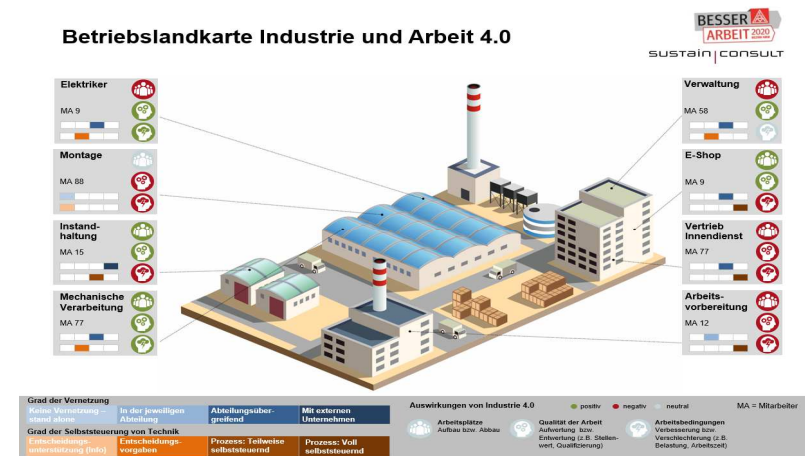 Betriebslandkarte Industrie und Arbeit 4.0
BESSER
ARBEIT 2020
sustain | consult
Elektriker
MA 9
Montage
MA 88
Instand-
haltung
MA 15
Mechanische
Verarbeitung
MA 77
Verwaltung
MA 58
E-Shop
MA 9
Vertrieb
Innendienst
MA 77
Arbeits-
vorbereitung
MA 12
Grad der Vernetzung
Keine Vernetzung –
stand alone
In der jeweiligen
Abteilung
Abteilungsüber-
greifend
Mit externen
Unternehmen
Grad der Selbststeuerung von Technik
Entscheidungs-
unterstützung (Info)
Entscheidungs-
vorgaben
Prozess: Teilweise
selbststeuernd
Prozess: Voll
selbststeuernd
Auswirkungen von Industrie 4.0
positiv
negativ
neutral
MA = Mitarbeiter
Arbeitsplätze
Aufbau bzw. Abbau
Qualität der Arbeit
Aufwertung bzw.
Entwertung (z.B. Stellen-
wert, Qualifizierung)
Arbeitsbedingungen
Verbesserung bzw.
Verschlechterung (z.B.
Belastung, Arbeitszeit)